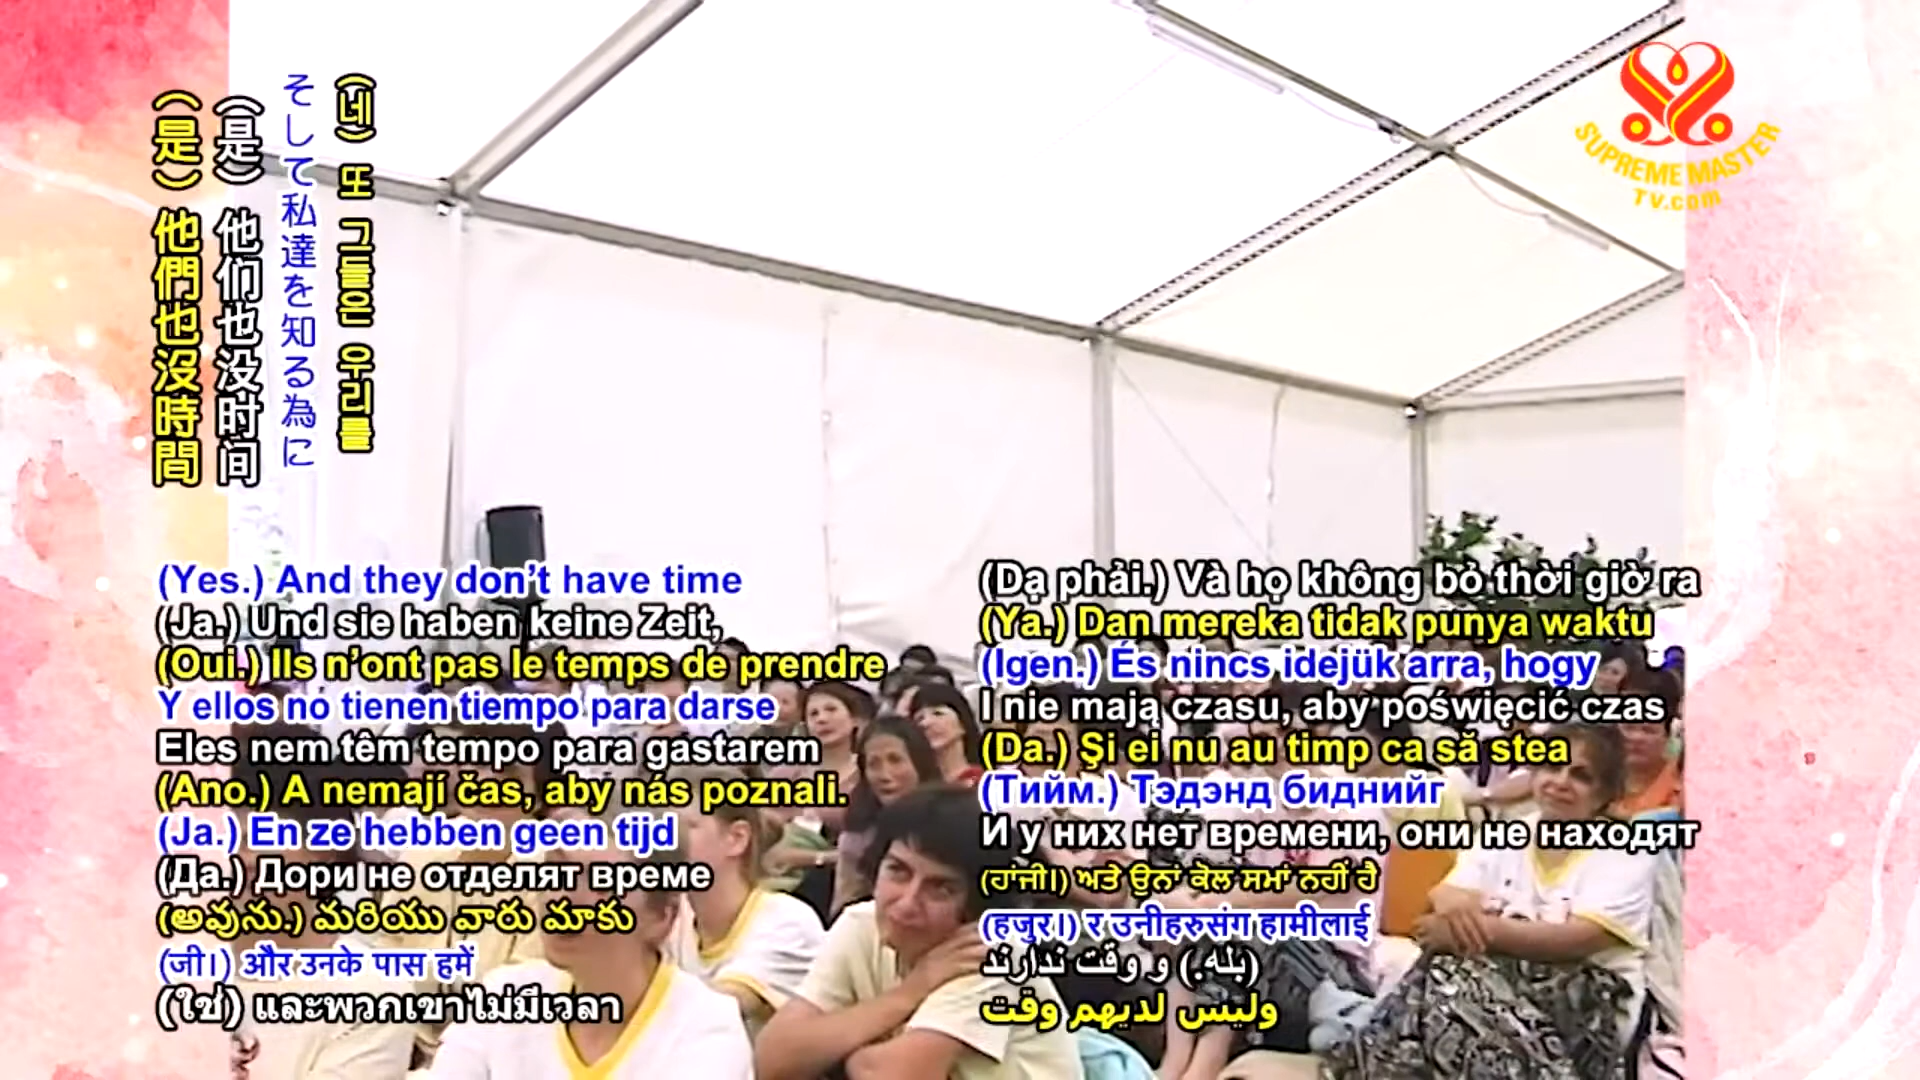 (是) 他們也沒時間
(是) 他们也没时间
そして私達を知る為に
(네) 또 그들은 우리를
SUPREME MASTER
TV.com
(Yes.) And they don't have time
(Ja.) Und sie haben keine Zeit,
(Oui.) Ils n'ont pas le temps de prendre
Y ellos no tienen tiempo para darse
Eles nem têm tempo para gastarem
(Ano.) A nemají čas, aby nás poznali.
(Ja.) En ze hebben geen tijd
(Да.) Дори не отделят време
(అవును.) మరియు వారు మాకు
(जी।) और उनके पास हमें
(ใช่) และพวกเขาไม่มีเวลา
(Dạ phải.) Và họ không bỏ thời giờ ra
(Ya.) Dan mereka tidak punya waktu
(Igen.) És nincs idejük arra, hogy
I nie mają czasu, aby poświęcić czas
(Da.) Şi ei nu au timp ca să stea
(Тийм.) Тэдэнд биднийг
И у них нет времени, они не находят
(ਹਾਂਜੀ।) ਅਤੇ ਉਨਾਂ ਕੋਲ ਸਮਾਂ ਨਹੀਂ ਹੈ
(हजुर।) र उनीहरुसंग हामीलाई
(بله.) و وقت ندارند
وليس لديهم وقت